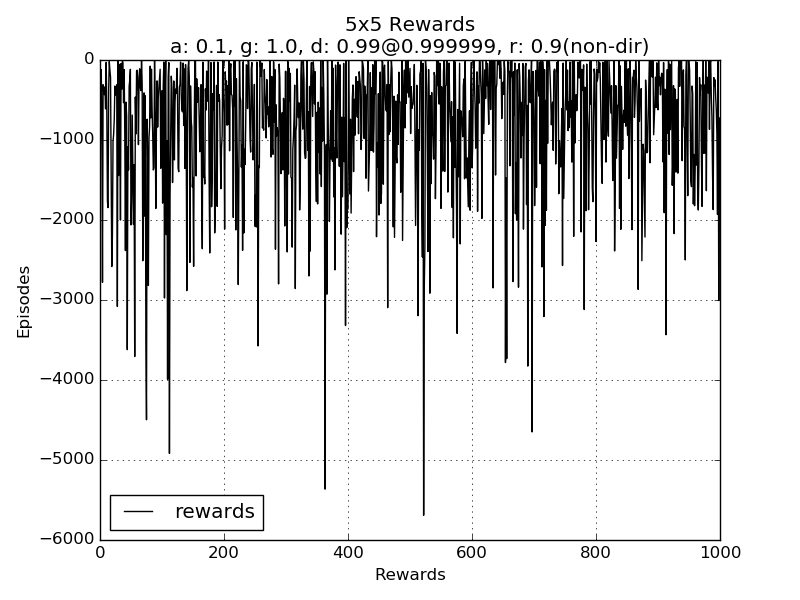 5x5 Rewards
a: 0.1, g: 1.0, d: 0.99@0.999999, r: 0.9(non-dir)
0
−1000
−2000
−3000
−4000
−5000
−6000
Episodes
rewards
0 200 400 600 800 1000
Rewards